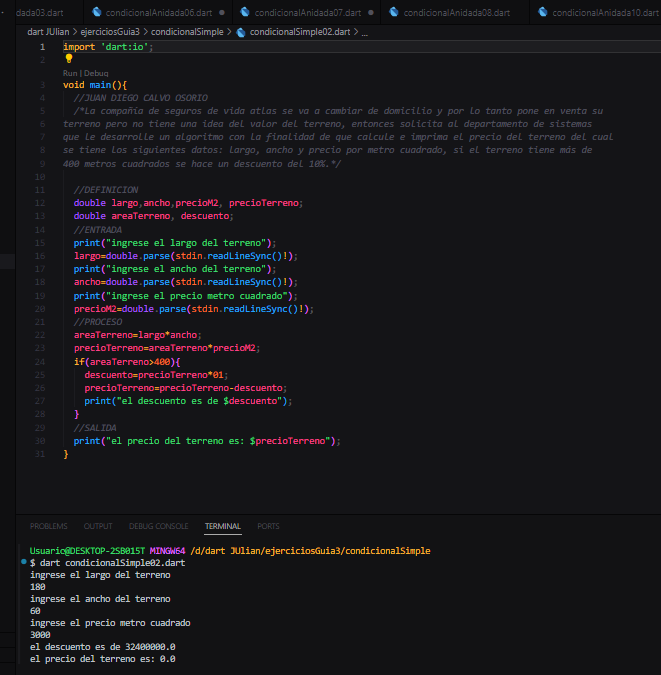 dada03.dart condicionalAnidada06.dart condicionalAnidada07.dart condicionalAnidada08.dart condicionalAnidada10.dart
dart JUlian > ejerciciosGuia3 > condicionalSimple > condicionalSimple02.dart > ...
1 import 'dart:io';
2
Run | Debug
3 void main(){
4 //JUAN DIEGO CALVO OSORIO
5 /*La compañia de seguros de vida atlas se va a cambiar de domicilio y por lo tanto pone en venta su
6 terreno pero no tiene una idea del valor del terreno, entonces solicita al departamento de sistemas
7 que le desarrolle un algoritmo con la finalidad de que calcule e imprima el precio del terreno del cual
8 se tiene los siguientes datos: largo, ancho y precio por metro cuadrado, si el terreno tiene más de
9 400 metros cuadrados se hace un descuento del 10%.*/
10
11 //DEFINICION
12 double largo,ancho,precioM2, precioTerreno;
13 double areaTerreno, descuento;
14 //ENTRADA
15 print("ingrese el largo del terreno");
16 largo=double.parse(stdin.readLineSync()!);
17 print("ingrese el ancho del terreno");
18 ancho=double.parse(stdin.readLineSync()!);
19 print("ingrese el precio metro cuadrado");
20 precioM2=double.parse(stdin.readLineSync()!);
21 //PROCESO
22 areaTerreno=largo*ancho;
23 precioTerreno=areaTerreno*precioM2;
24 if(areaTerreno>400){
25 descuento=precioTerreno*01;
26 precioTerreno=precioTerreno-descuento;
27 print("el descuento es de $descuento");
28 }
29 //SALIDA
30 print("el precio del terreno es: $precioTerreno");
31 }
PROBLEMS OUTPUT DEBUG CONSOLE TERMINAL PORTS
Usuario@DESKTOP-2SB015T MINGW64 /d/dart JUlian/ejerciciosGuia3/condicionalSimple
$ dart condicionalSimple02.dart
ingrese el largo del terreno
180
ingrese el ancho del terreno
60
ingrese el precio metro cuadrado
3000
el descuento es de 32400000.0
el precio del terreno es: 0.0